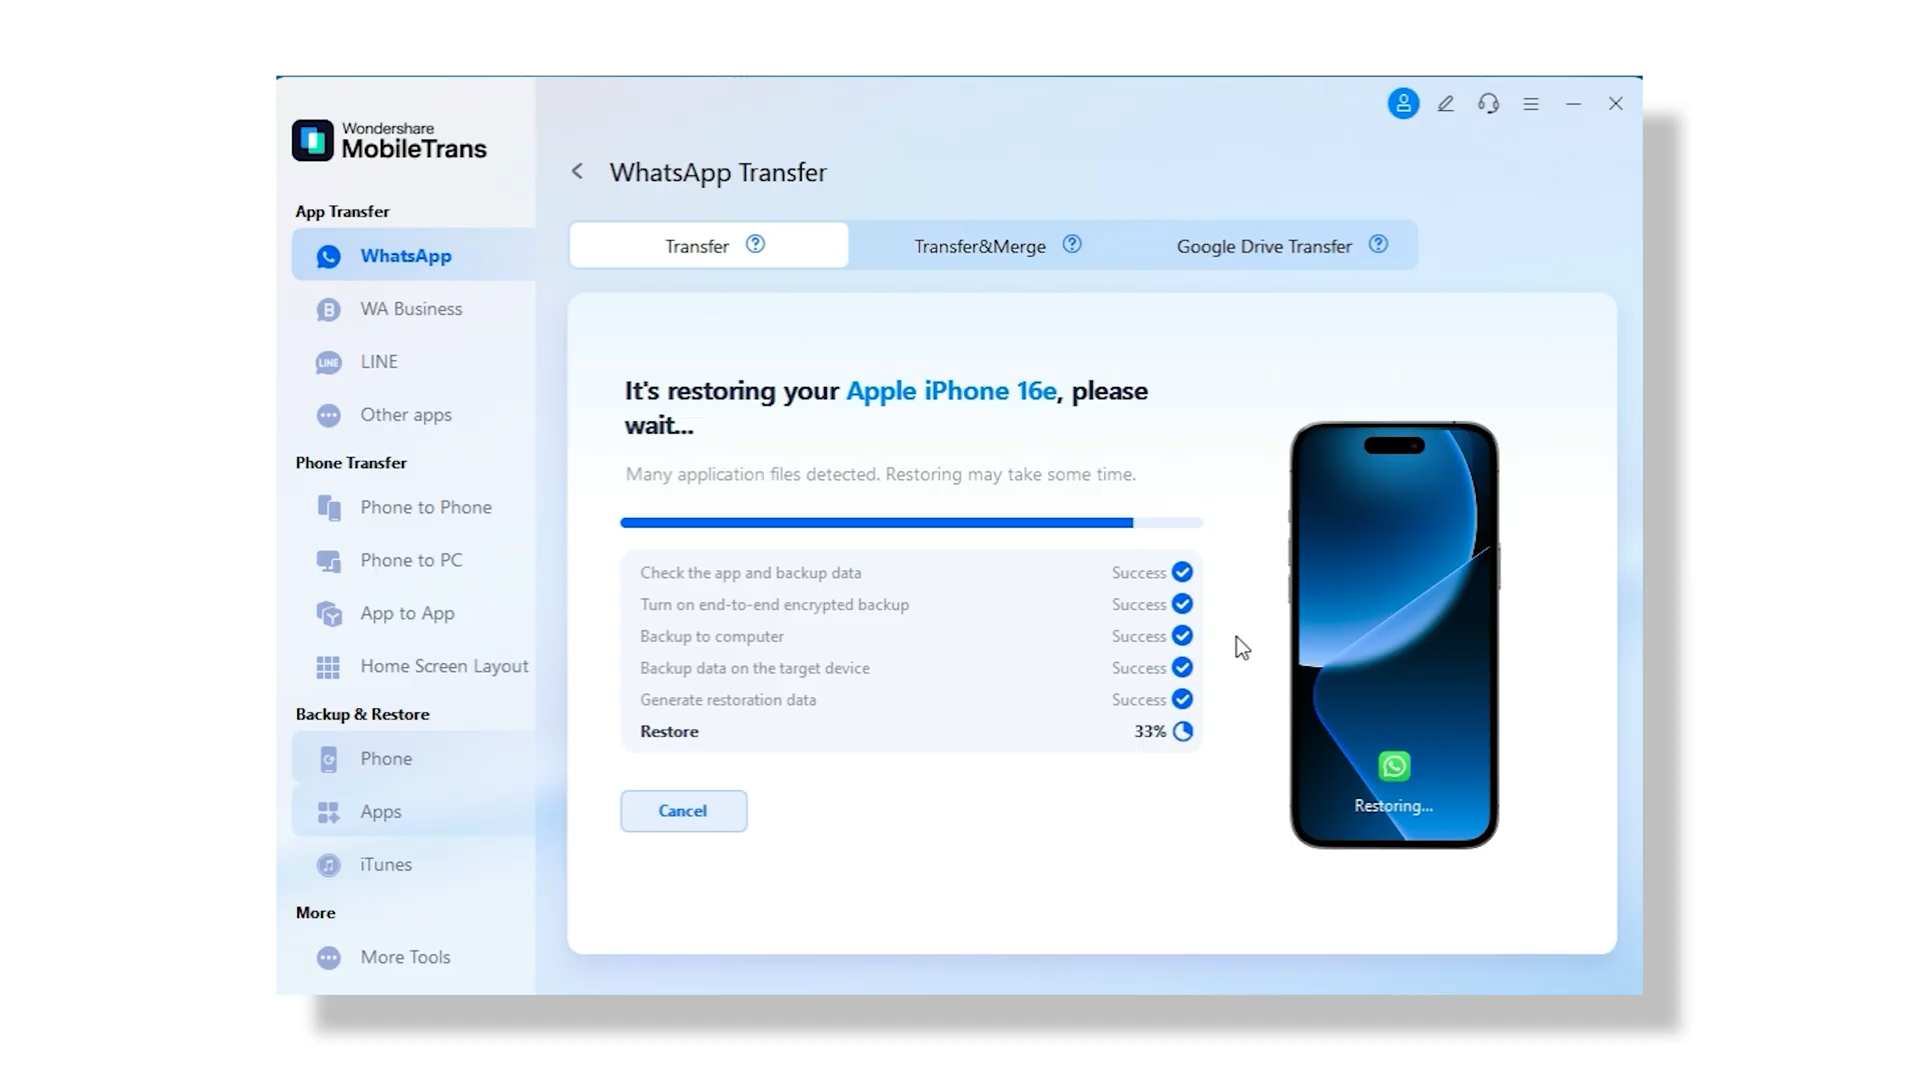 Wondershare
MobileTrans
App Transfer
WhatsApp
WA Business
LINE
LINE
Other apps
Phone Transfer
Phone to Phone
Phone to PC
App to App
Home Screen Layout
Backup & Restore
Phone
Apps
iTunes
More
More Tools
WhatsApp Transfer
Transfer ?
Transfer&Merge ?
Google Drive Transfer ?
It's restoring your Apple iPhone 16e, please
wait...
Many application files detected. Restoring may take some time.
Check the app and backup data Success
Turn on end-to-end encrypted backup Success
Backup to computer Success
Backup data on the target device Success
Generate restoration data Success
Restore 33%
Cancel
Restoring...